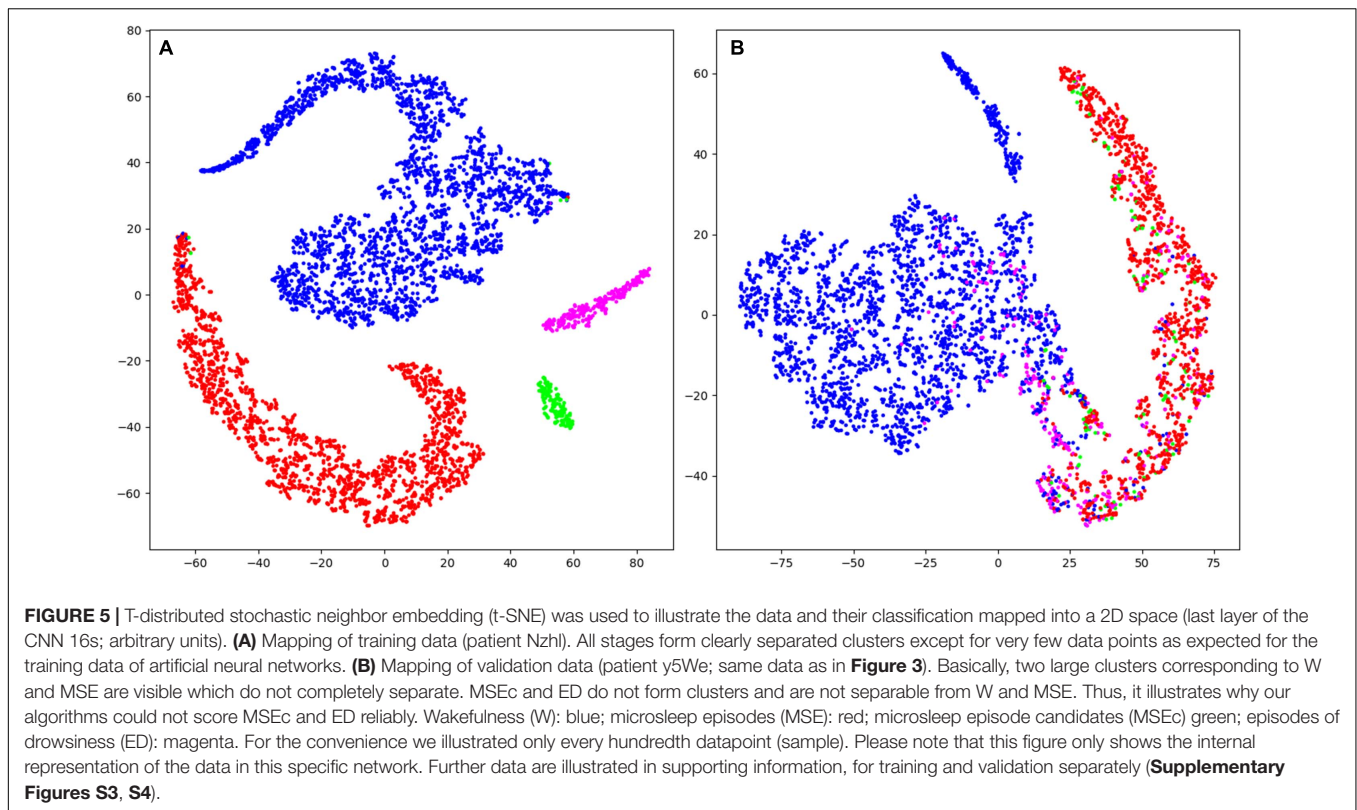 A
80
60
40
20
0
−20
−40
−60
−60
−40
−20
0
20
40
60
80
B
60
40
20
0
−20
−40
−75
−50
−25
0
25
50
75
FIGURE 5 | T-distributed stochastic neighbor embedding (t-SNE) was used to illustrate the data and their classification mapped into a 2D space (last layer of the
CNN 16s; arbitrary units). (A) Mapping of training data (patient Nzhl). All stages form clearly separated clusters except for very few data points as expected for the
training data of artificial neural networks. (B) Mapping of validation data (patient y5We; same data as in Figure 3). Basically, two large clusters corresponding to W
and MSE are visible which do not completely separate. MSEc and ED do not form clusters and are not separable from W and MSE. Thus, it illustrates why our
algorithms could not score MSEc and ED reliably. Wakefulness (W): blue; microsleep episodes (MSE): red; microsleep episode candidates (MSEc) green; episodes of
drowsiness (ED): magenta. For the convenience we illustrated only every hundredth datapoint (sample). Please note that this figure only shows the internal
representation of the data in this specific network. Further data are illustrated in supporting information, for training and validation separately (Supplementary
Figures S3, S4).